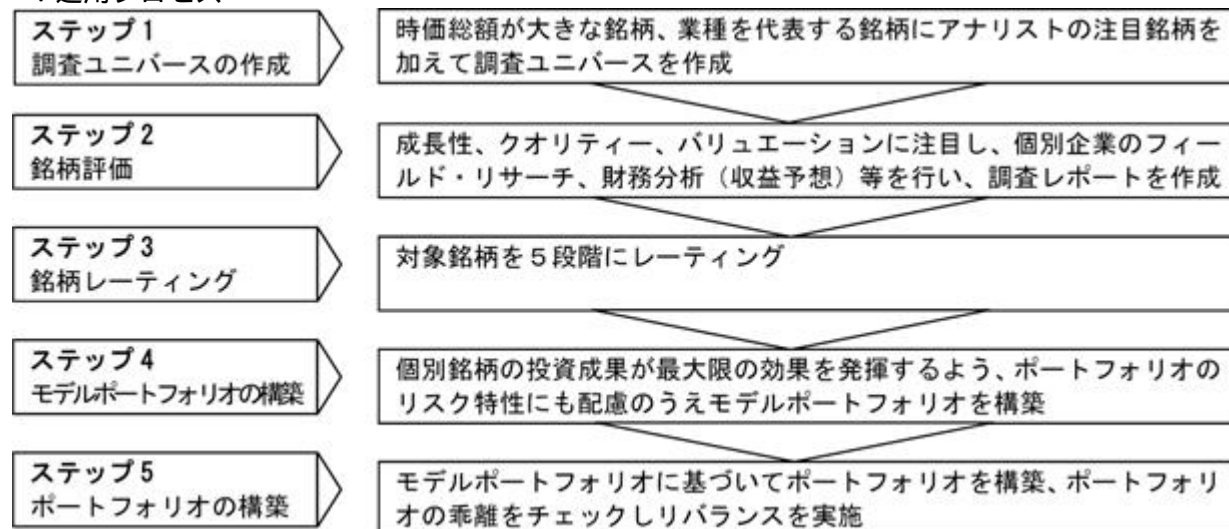 運用プロセス
ステップ1
調査ユニバースの作成
時価総額が大きな銘柄、業種を代表する銘柄にアナリストの注目銘柄を
加えて調査ユニバースを作成
ステップ2
銘柄評価
成長性、クオリティー、バリュエーションに注目し、個別企業のフィー
ルド・リサーチ、財務分析（収益予想）等を行い、調査レポートを作成
ステップ3
銘柄レーティング
対象銘柄を５段階にレーティング
ステップ4
モデルポートフォリオの構築
個別銘柄の投資成果が最大限の効果を発揮するよう、ポートフォリオの
リスク特性にも配慮のうえモデルポートフォリオを構築
ステップ5
ポートフォリオの構築
モデルポートフォリオに基づいてポートフォリオを構築、ポートフォリ
オの乖離をチェックしリバランスを実施